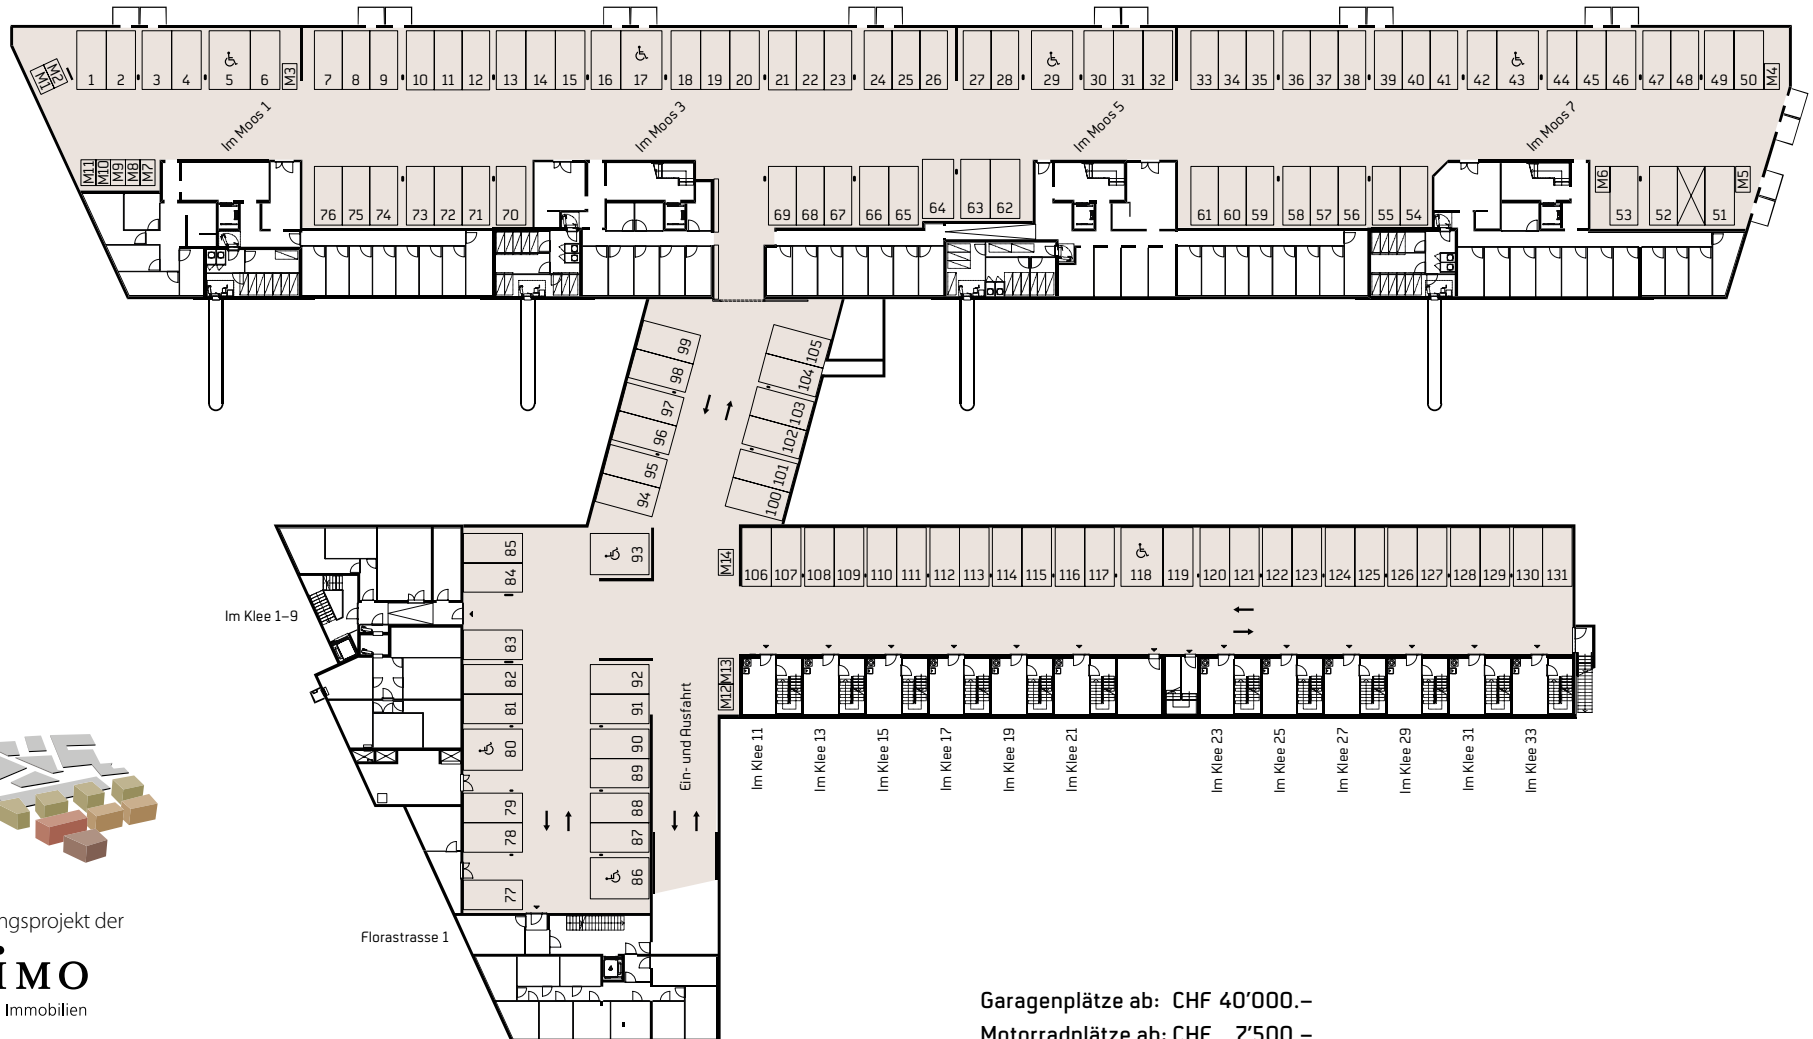 1 2 3 4 5 6 M3 7 8 9 10 11 12 13 14 15 16 17 18 19 20 21 22 23 24 25 26 27 28 29 30 31 32 33 34 35 36 37 38 39 40 41 42 43 44 45 46 47 48 49 50 M4
M1 M2
Im Moos 1
Im Moos 3
Im Moos 5
Im Moos 7
M11 M10 M9 M8 M7
76 75 74 73 72 71 70 69 68 67 66 65 64 63 62 61 60 59 58 57 56 55 54 M6 53 52 51 M5
99
98
97
96
95
94
105
104
103
102
101
100
85
84
83
82
81
80
79
78
77
93
92
91
90
89
88
87
86
M14 106 107 108 109 110 111 112 113 114 115 116 117 118 119 120 121 122 123 124 125 126 127 128 129 130 131
Im Klee 1–9
M12 M13
Ein- und Ausfahrt
Im Klee 11
Im Klee 13
Im Klee 15
Im Klee 17
Im Klee 19
Im Klee 21
Im Klee 23
Im Klee 25
Im Klee 27
Im Klee 29
Im Klee 31
Im Klee 33
Florastrasse 1
ngsprojekt der
iMO
Immobilien
Garagenplätze ab: CHF 40’000.–
Motorradplätze ab: CHF 7’500.–